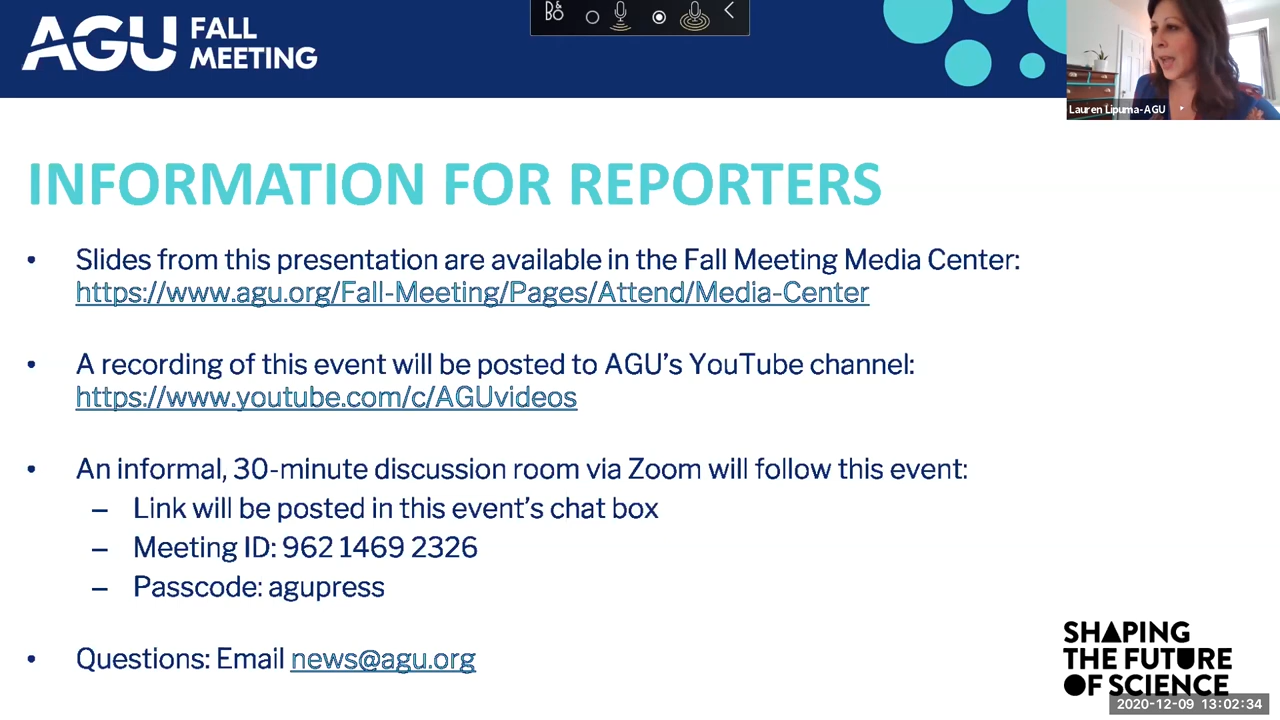 AGU FALL MEETING
B&O
Lauren Lipuma-AGU
INFORMATION FOR REPORTERS
• Slides from this presentation are available in the Fall Meeting Media Center:
https://www.agu.org/Fall-Meeting/Pages/Attend/Media-Center
• A recording of this event will be posted to AGU’s YouTube channel:
https://www.youtube.com/c/AGUvideos
• An informal, 30-minute discussion room via Zoom will follow this event:
– Link will be posted in this event’s chat box
– Meeting ID: 962 1469 2326
– Passcode: agupress
• Questions: Email news@agu.org
SHAPING
THE FUTURE
OF SCIENCE
2020-12-09 13:02:34